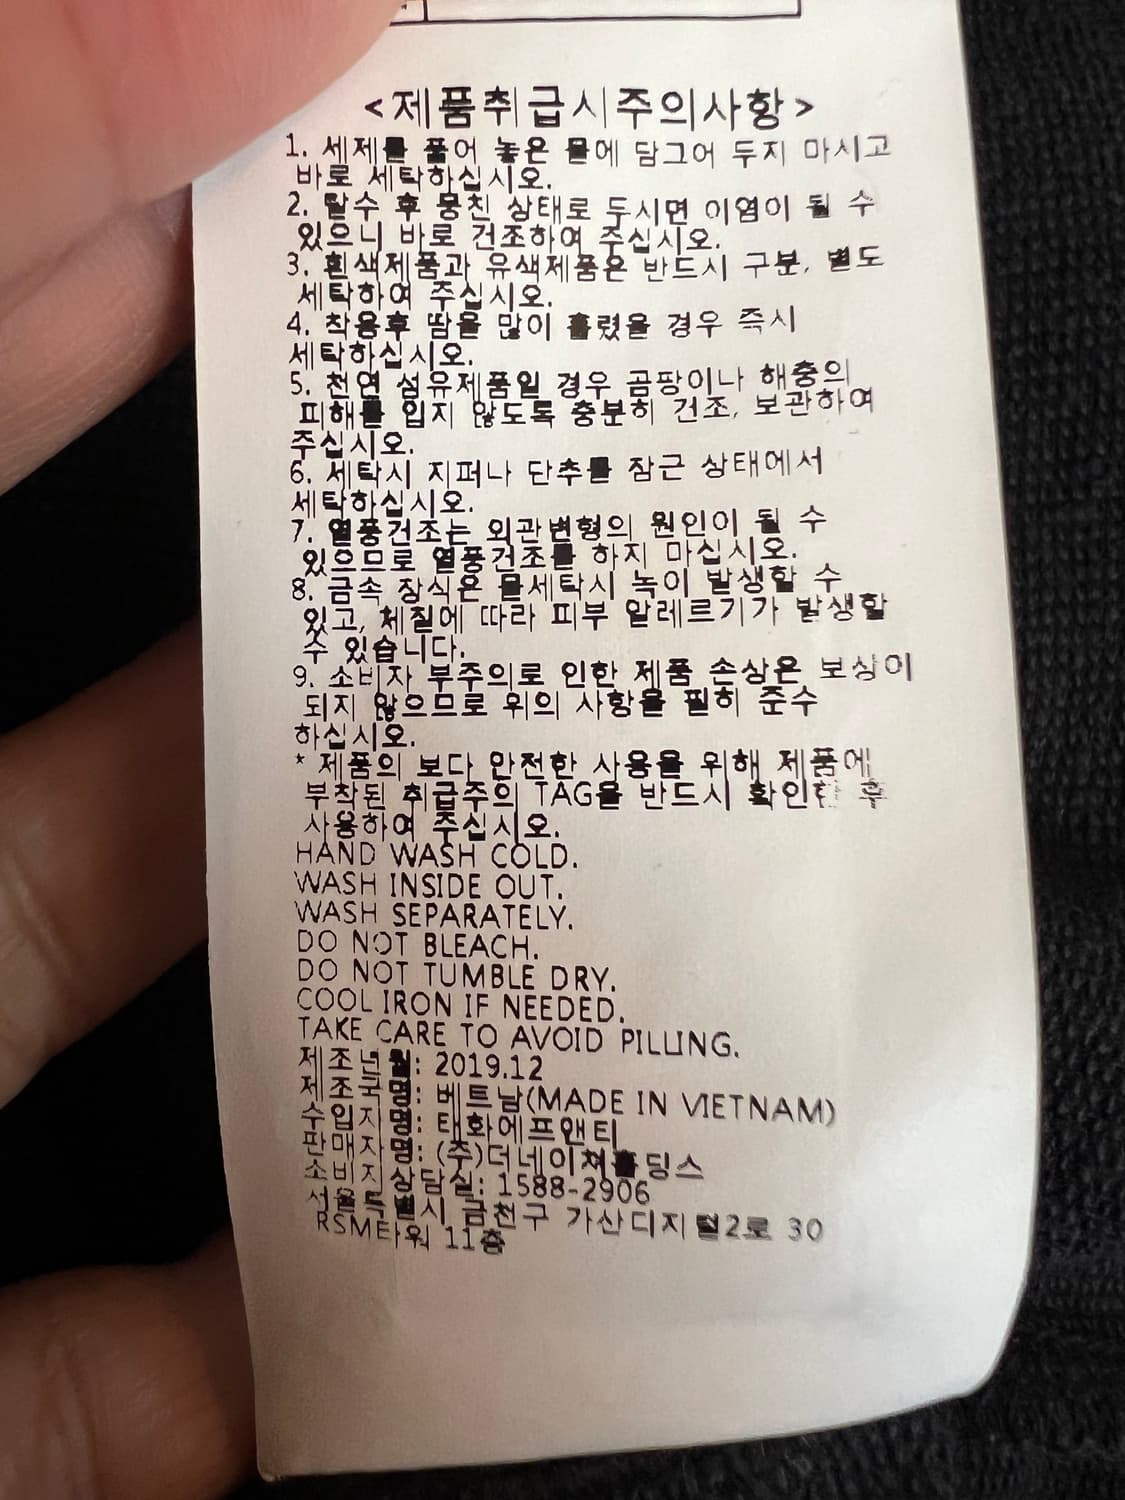 <제품취급시주의사항>
1. 세제를 풀어 놓은 물에 담그어 두지 마시고
바로 세탁하십시오.
2. 탈수 후 뭉친 상태로 두시면 이염이 될 수
있으니 바로 건조하여 주십시오.
3. 흰색제품과 유색제품은 반드시 구분, 별도
세탁하여 주십시오.
4. 착용후 땀을 많이 흘렸을 경우 즉시
세탁하십시오.
5. 천연 섬유제품일 경우 곰팡이나 해충의
피해를 입지 않도록 충분히 건조, 보관하여
주십시오.
6. 세탁시 지퍼나 단추를 잠근 상태에서
세탁하십시오.
7. 열풍건조는 외관변형의 원인이 될 수
있으므로 열풍건조를 하지 마십시오.
8. 금속 장식은 물세탁시 녹이 발생할 수
있고, 체질에 따라 피부 알레르기가 발생할
수 있습니다.
9. 소비자 부주의로 인한 제품 손상은 보상이
되지 않으므로 위의 사항을 필히 준수
하십시오.
* 제품의 보다 안전한 사용을 위해 제품에
부착된 취급주의 TAG를 반드시 확인한 후
사용하여 주십시오.
HAND WASH COLD.
WASH INSIDE OUT.
WASH SEPARATELY.
DO NOT BLEACH.
DO NOT TUMBLE DRY.
COOL IRON IF NEEDED.
TAKE CARE TO AVOID PILLING.
제조년월: 2019.12
제조국명: 베트남(MADE IN VIETNAM)
수입자명: 태화에프앤티
판매자명: (주)더네이쳐홀딩스
소비자상담실: 1588-2906
서울특별시 금천구 가산디지털2로 30
RSM타워 11층